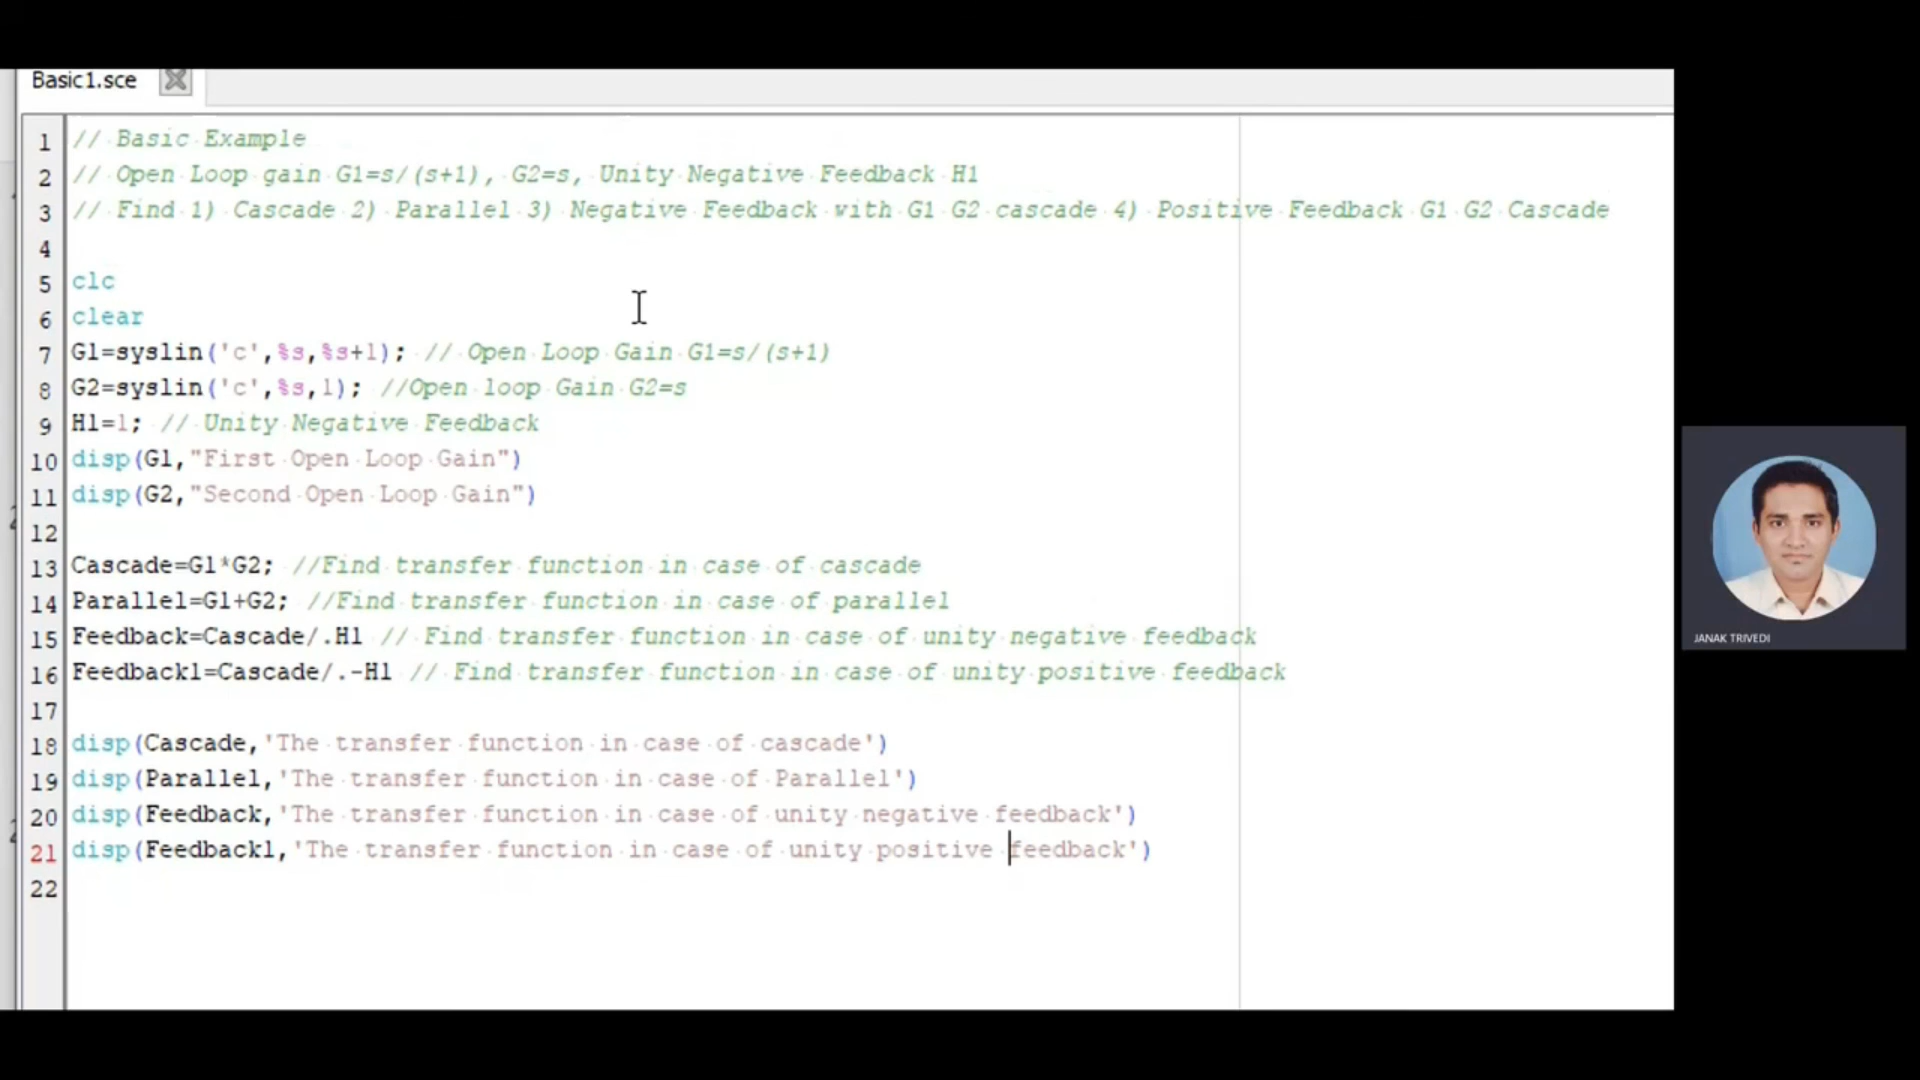 Basic1.sce
1 // Basic Example
2 // Open Loop gain G1=s/(s+1), G2=s, Unity Negative Feedback H1
3 // Find 1) Cascade 2) Parallel 3) Negative Feedback with G1 G2 cascade 4) Positive Feedback G1 G2 Cascade
4
5 clc
6 clear
7 G1=syslin('c',%s,%s+1); // Open Loop Gain G1=s/(s+1)
8 G2=syslin('c',%s,1); //Open loop Gain G2=s
9 H1=1; // Unity Negative Feedback
10 disp(G1,"First Open Loop Gain")
11 disp(G2,"Second Open Loop Gain")
12
13 Cascade=G1*G2; //Find transfer function in case of cascade
14 Parallel=G1+G2; //Find transfer function in case of parallel
15 Feedback=Cascade/.H1 // Find transfer function in case of unity negative feedback
16 Feedback1=Cascade/.-H1 // Find transfer function in case of unity positive feedback
17
18 disp(Cascade,'The transfer function in case of cascade')
19 disp(Parallel,'The transfer function in case of Parallel')
20 disp(Feedback,'The transfer function in case of unity negative feedback')
21 disp(Feedback1,'The transfer function in case of unity positive feedback')
22
JANAK TRIVEDI